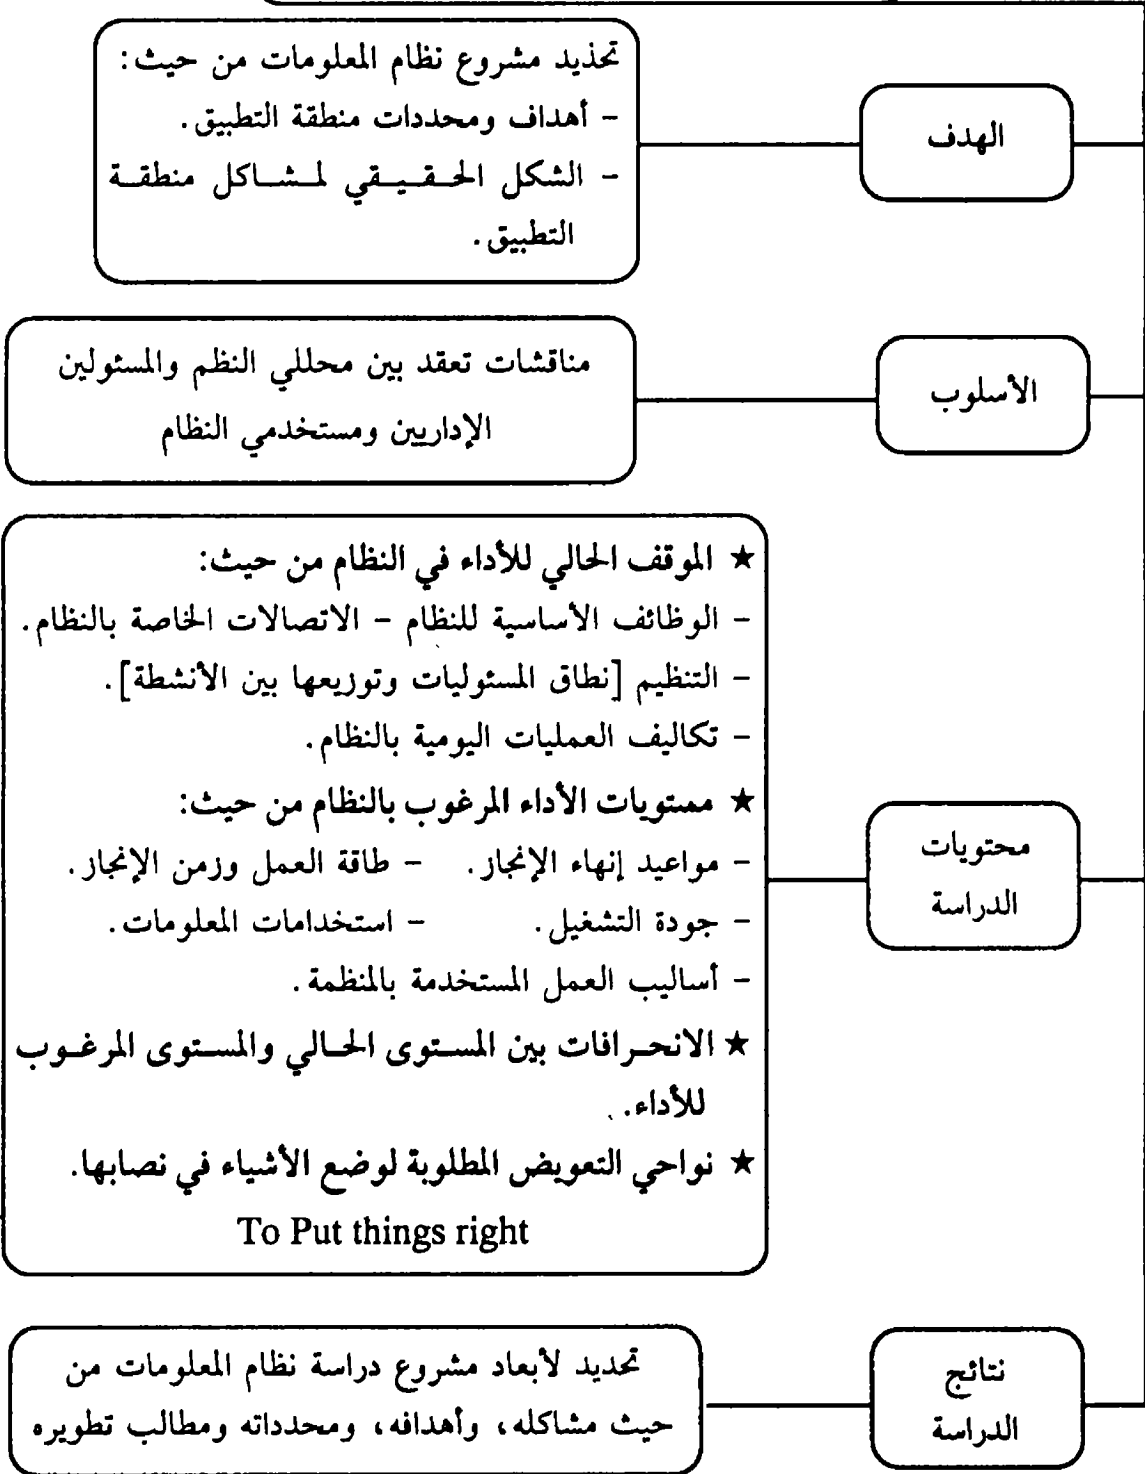 الهدف
تحذيد مشروع نظام المعلومات من حيث:
- أهداف ومحددات منطقة التطبيق.
- الشكل الحقيقي لمشاكل منطقة
التطبيق.
الأسلوب
مناقشات تعقد بين محللي النظم والمسئولين
الإداريين ومستخدمي النظام
محتويات
الدراسة
★ الموقف الحالي للأداء في النظام من حيث:
- الوظائف الأساسية للنظام - الاتصالات الخاصة بالنظام.
- التنظيم [نطاق المسئوليات وتوزيعها بين الأنشطة].
- تكاليف العمليات اليومية بالنظام.
★ مستويات الأداء المرغوب بالنظام من حيث:
- مواعيد إنهاء الإنجاز. - طاقة العمل وزمن الإنجاز.
- جودة التشغيل. - استخدامات المعلومات.
- أساليب العمل المستخدمة بالمنظمة.
★ الانحرافات بين المستوى الحالي والمستوى المرغوب
للأداء.
★ نواحي التعويض المطلوبة لوضع الأشياء في نصابها.
To Put things right
نتائج
الدراسة
تحديد لأبعاد مشروع دراسة نظام المعلومات من
حيث مشاكله، وأهدافه، ومحدداته ومطالب تطويره